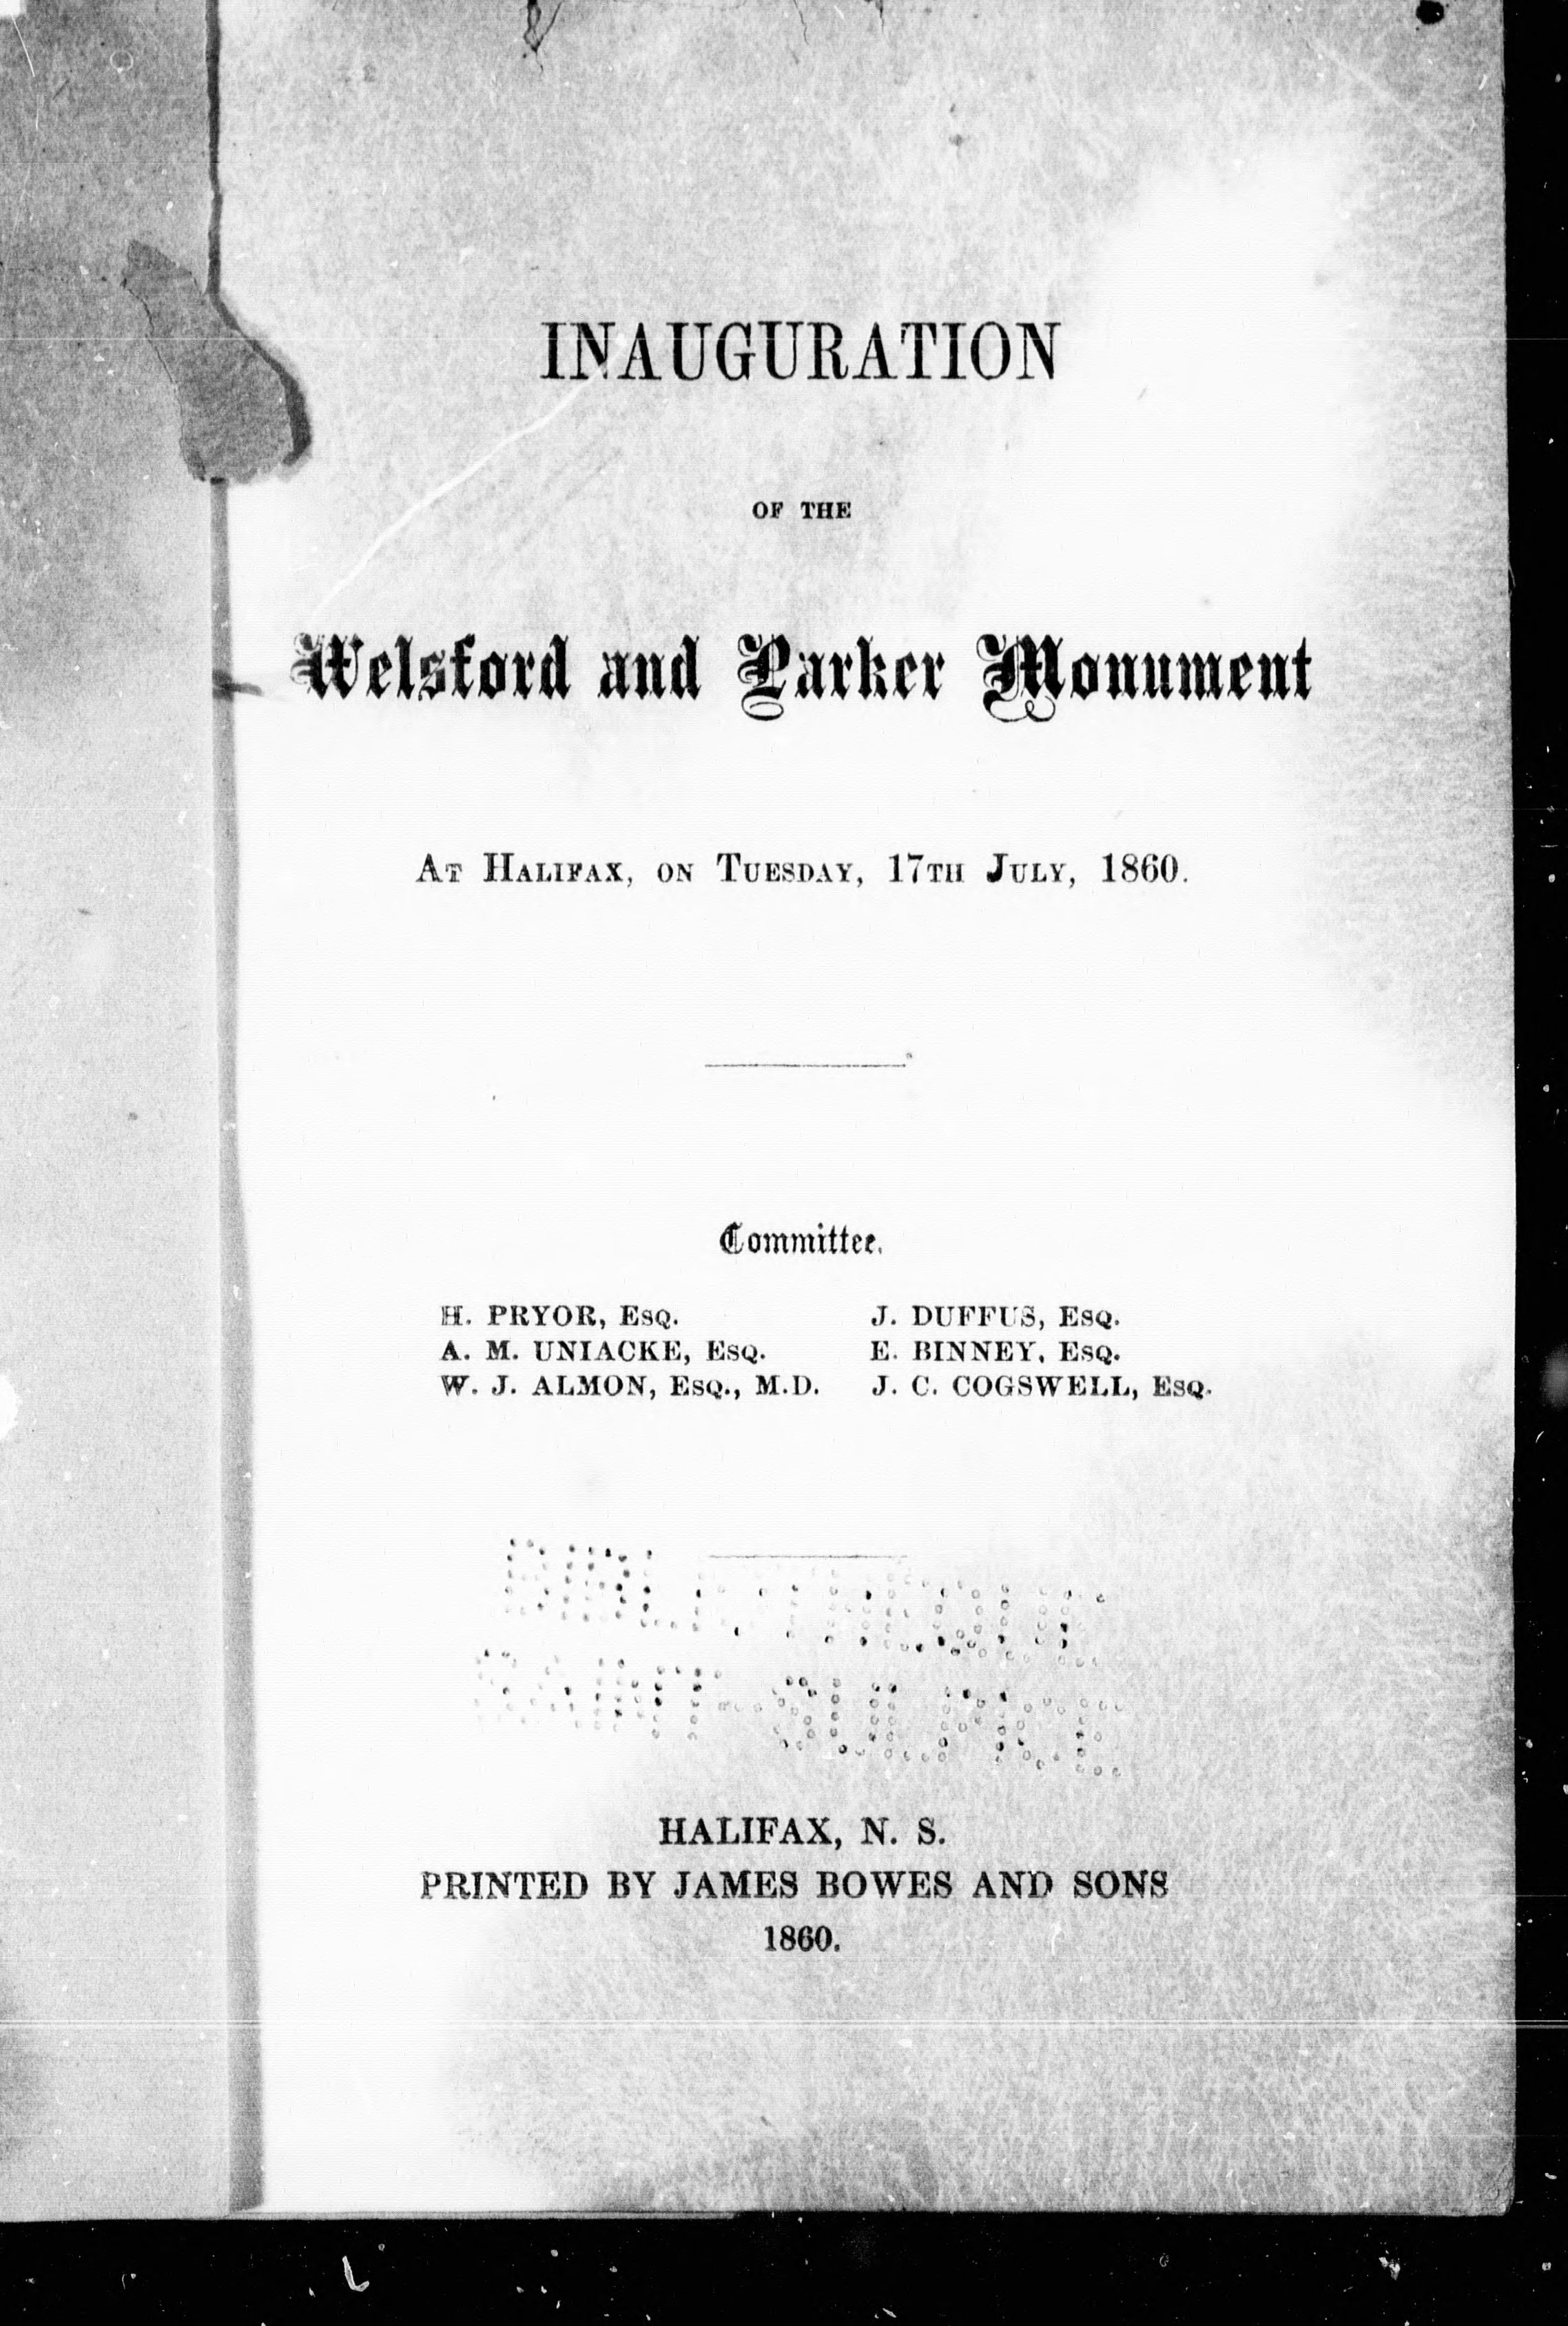 INAUGURATION
OF THE
Welsford and Parker Monument
At Halifax, on Tuesday, 17th July, 1860.
Committee.
H. PRYOR, Esq.
A. M. UNIACKE, Esq.
W. J. ALMON, Esq., M.D.
J. DUFFUS, Esq.
E. BINNEY, Esq.
J. C. COGSWELL, Esq.
HALIFAX, N. S.
PRINTED BY JAMES BOWES AND SONS
1860.